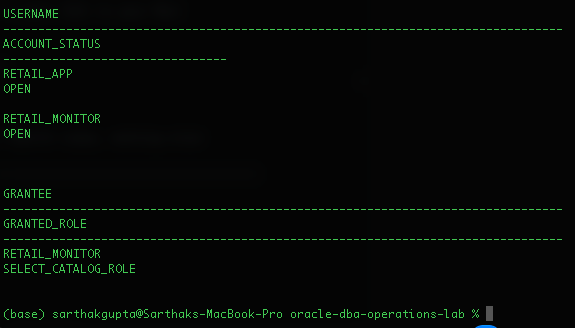 USERNAME
--------------------------------------------------------------------------------
ACCOUNT_STATUS
--------------------------------
RETAIL_APP
OPEN
RETAIL_MONITOR
OPEN
GRANTEE
--------------------------------------------------------------------------------
GRANTED_ROLE
--------------------------------------------------------------------------------
RETAIL_MONITOR
SELECT_CATALOG_ROLE
(base) sarthakgupta@Sarthaks-MacBook-Pro oracle-dba-operations-lab %